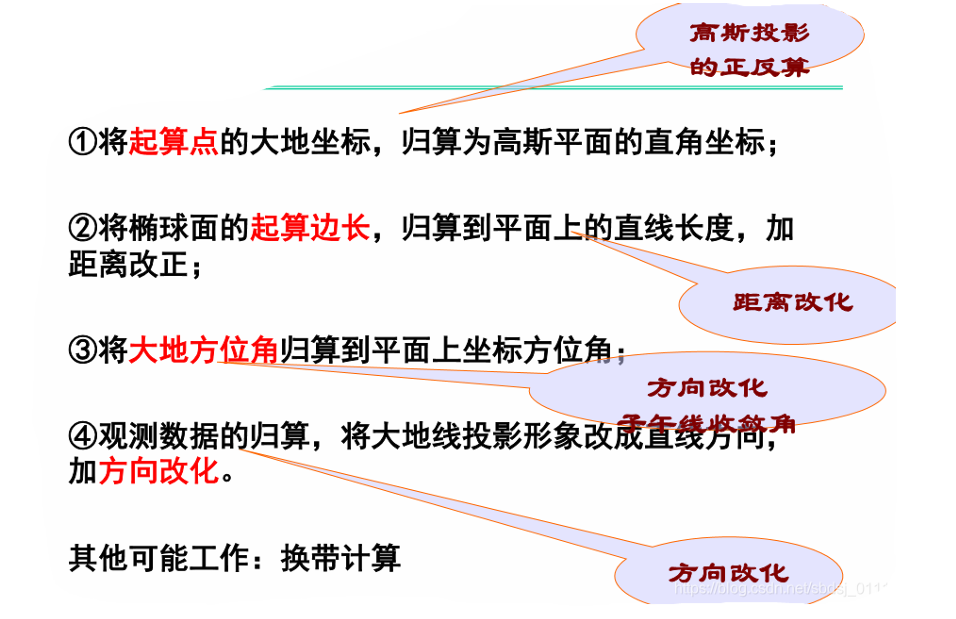 高斯投影
的正反算
①将起算点的大地坐标，归算为高斯平面的直角坐标；
②将椭球面的起算边长，归算到平面上的直线长度，加
距离改正；
距离改化
③将大地方位角归算到平面上坐标方位角；
方向改化
子午线收敛角
④观测数据的归算，将大地线投影形象改成直线方向，
加方向改化。
其他可能工作：换带计算
方向改化